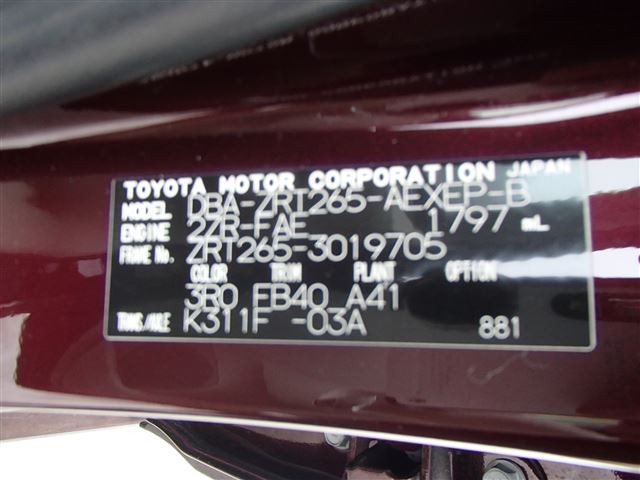 TOYOTA MOTOR CORPORATION JAPAN
MODEL DBA-ZRT265-AEXEP-B
ENGINE 2ZR-FAE 1797 mL
FRAME No. ZRT265-3019705
COLOR TRIM PLANT OPTION
3R0 FB40 A41
TRANS/AXLE K311F -03A 881